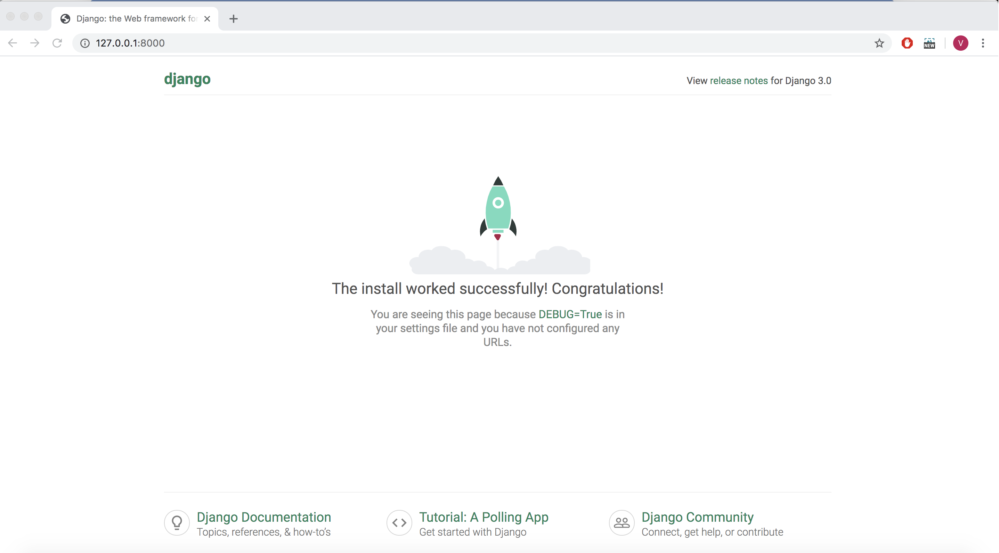 Django: the Web framework for
127.0.0.1:8000
NEW
V
django
View release notes for Django 3.0
The install worked successfully! Congratulations!
You are seeing this page because DEBUG=True is in
your settings file and you have not configured any
URLs.
Django Documentation
Topics, references, & how-to’s
Tutorial: A Polling App
Get started with Django
Django Community
Connect, get help, or contribute